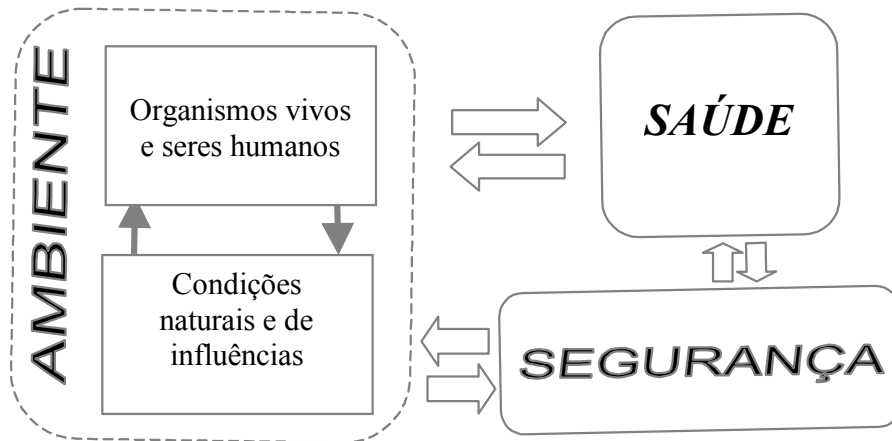 AMBIENTE
Organismos vivos
e seres humanos
Condições
naturais e de
influências
SAÚDE
SEGURANÇA